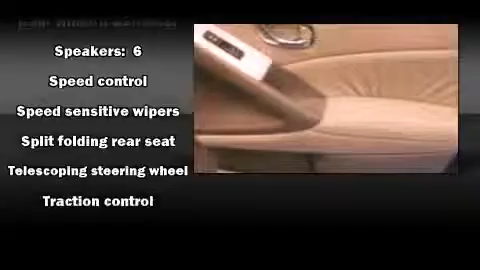 Speakers: 6
Speed control
Speed sensitive wipers
Split folding rear seat
Telescoping steering wheel
Traction control